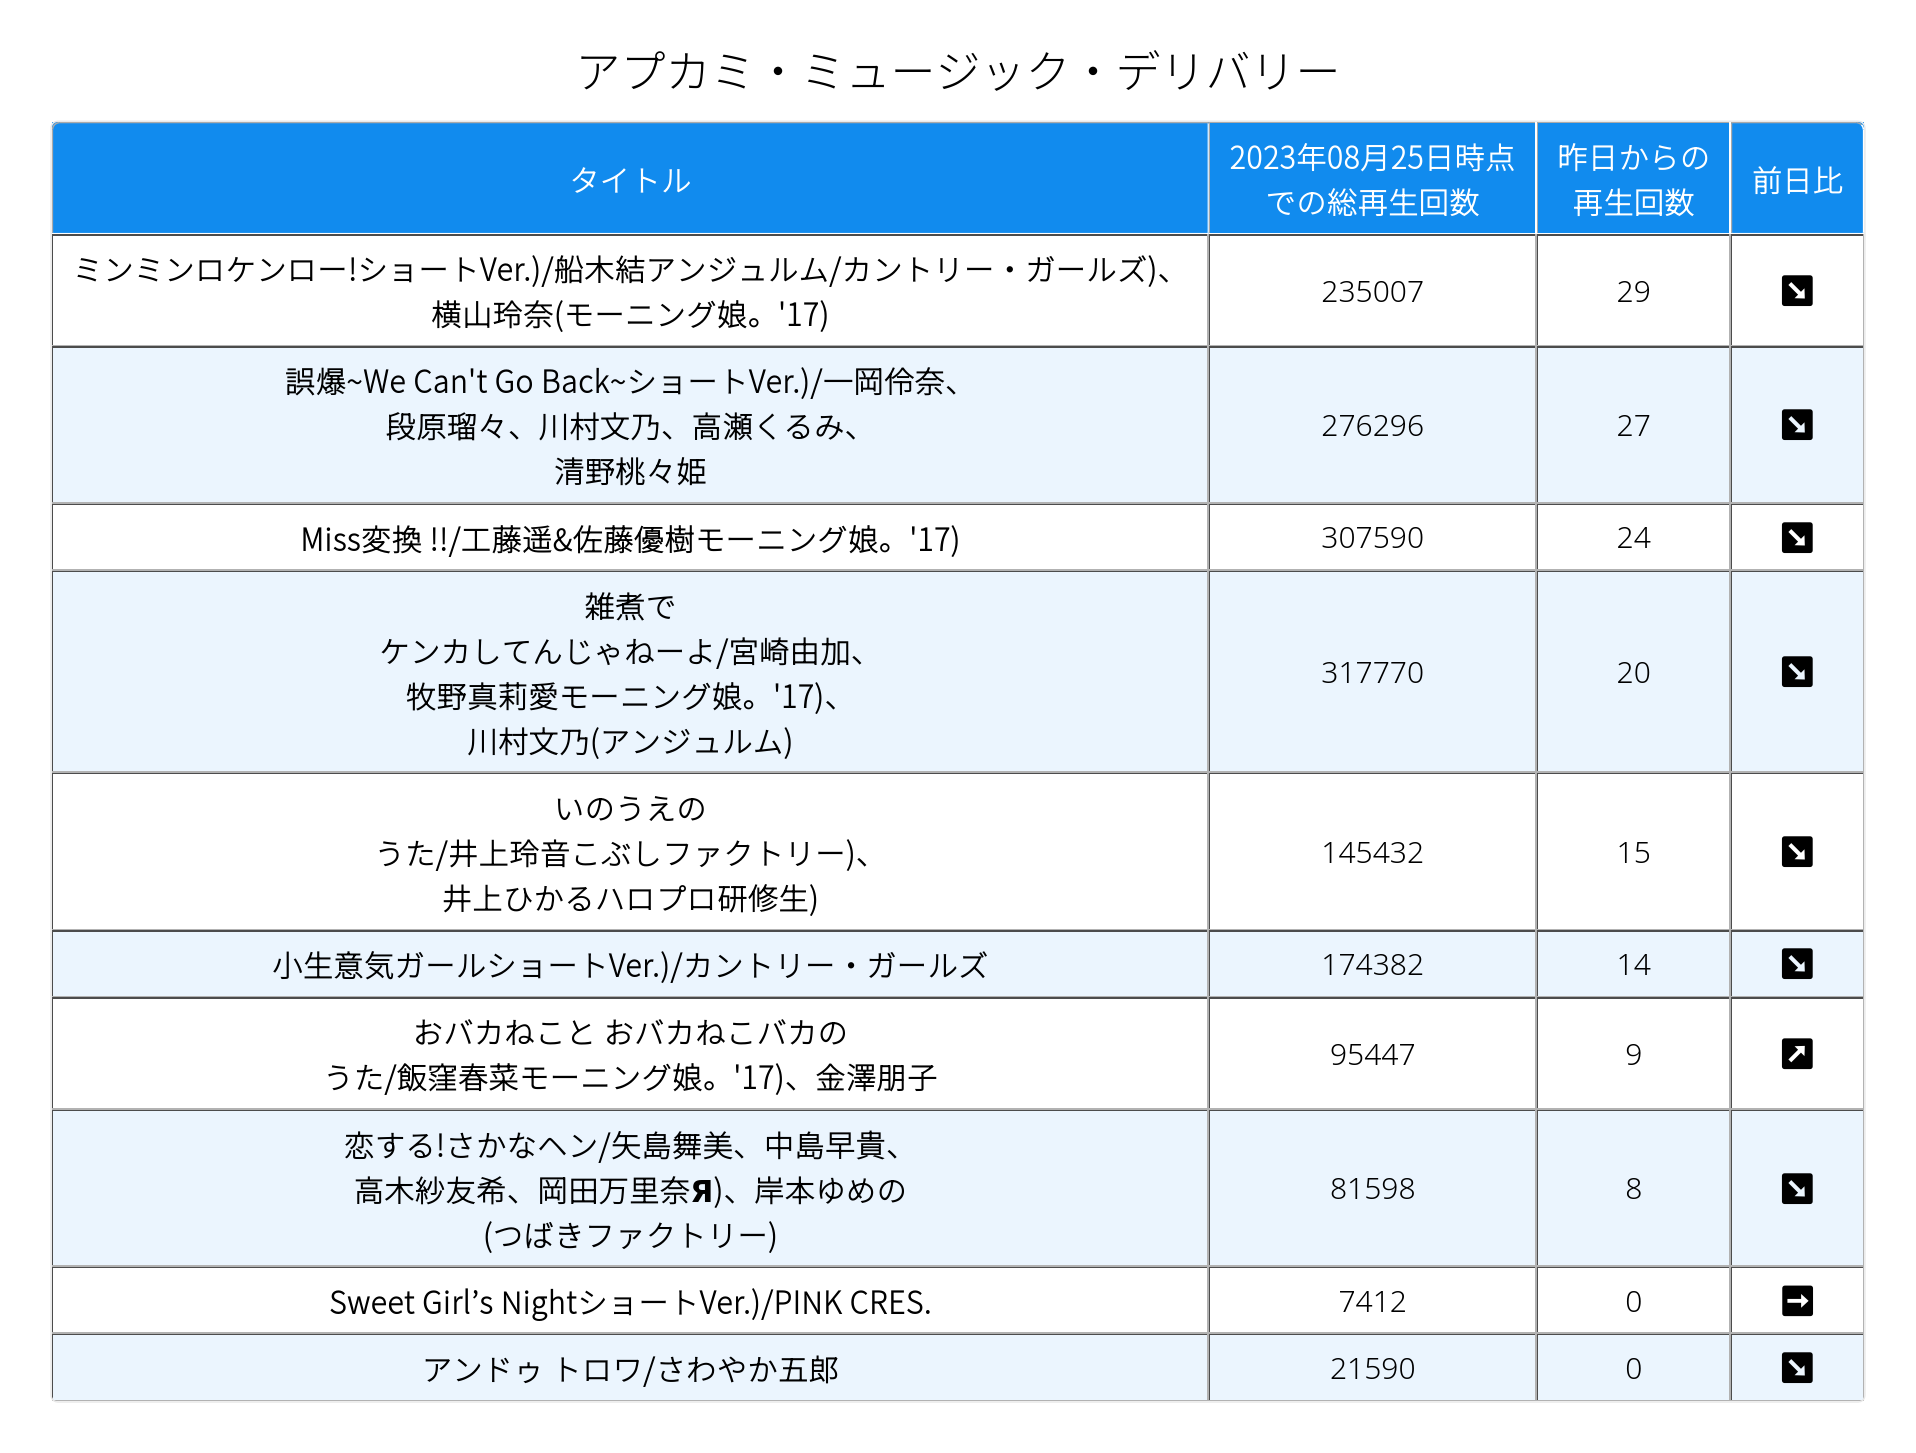 アプカミ・ミュージック・デリバリー
タイトル
2023年08月25日時点
での総再生回数
昨日からの
再生回数
前日比
ミンミンロケンロー!ショートVer.)/船木結アンジュルム/カントリー・ガールズ)、
横山玲奈(モーニング娘。'17)
235007
29
誤爆~We Can't Go Back~ショートVer.)/一岡伶奈、
段原瑠々、川村文乃、高瀬くるみ、
清野桃々姫
276296
27
Miss変換 !!/工藤遥&佐藤優樹モーニング娘。'17)
307590
24
雑煮で
ケンカしてんじゃねーよ/宮崎由加、
牧野真莉愛モーニング娘。'17)、
川村文乃(アンジュルム)
317770
20
いのうえの
うた/井上玲音こぶしファクトリー)、
井上ひかるハロプロ研修生)
145432
15
小生意気ガールショートVer.)/カントリー・ガールズ
174382
14
おバカねこと おバカねこバカの
うた/飯窪春菜モーニング娘。'17)、金澤朋子
95447
9
恋する!さかなヘン/矢島舞美、中島早貴、
高木紗友希、岡田万里奈Я)、岸本ゆめの
(つばきファクトリー)
81598
8
Sweet Girl’s NightショートVer.)/PINK CRES.
7412
0
アンドゥ トロワ/さわやか五郎
21590
0